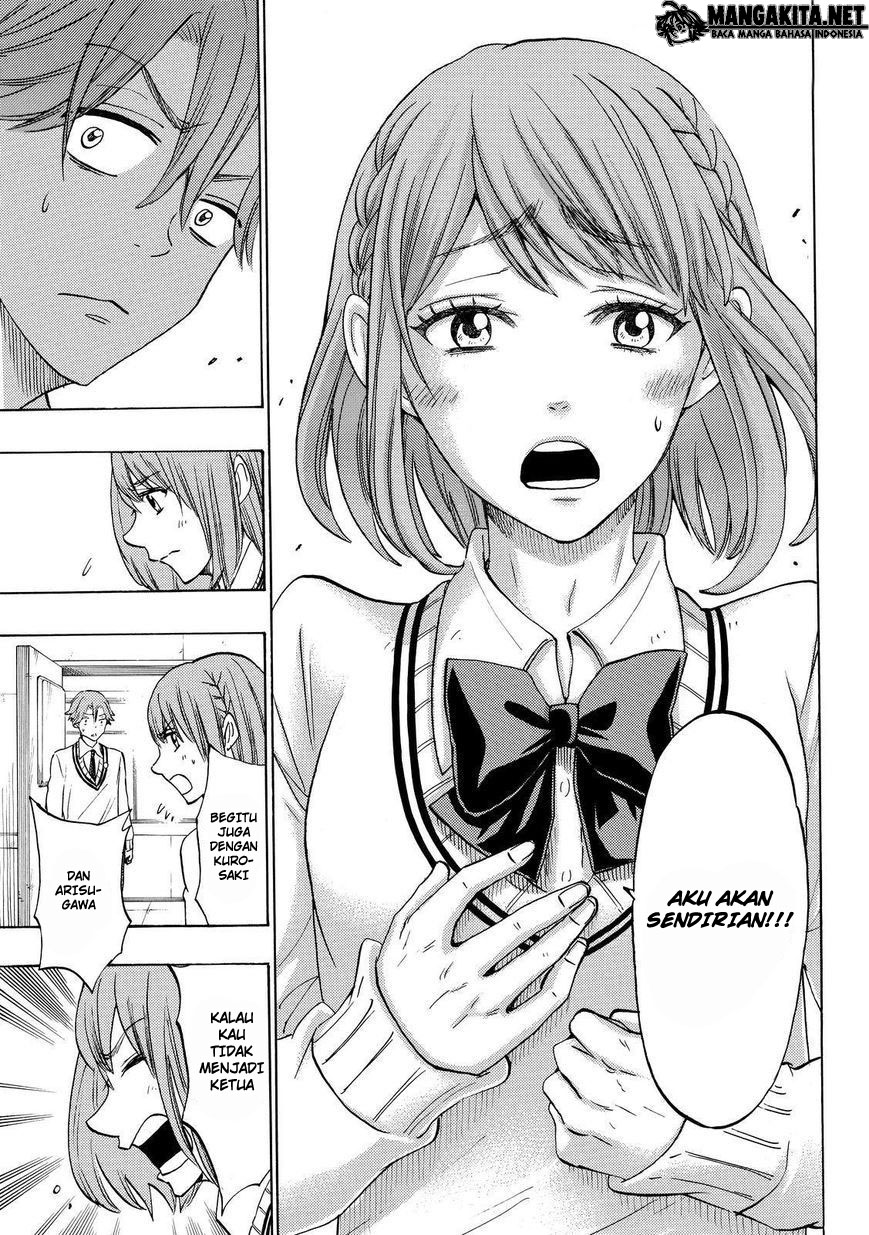 MANGAKITA.NET
BACA MANGA BAHASA INDONESIA
AKU AKAN
SENDIRIAN!!!
BEGITU
JUGA
DENGAN
KURO-
SAKI
DAN
ARISU-
GAWA
KALAU
KAU
TIDAK
MENJADI
KETUA